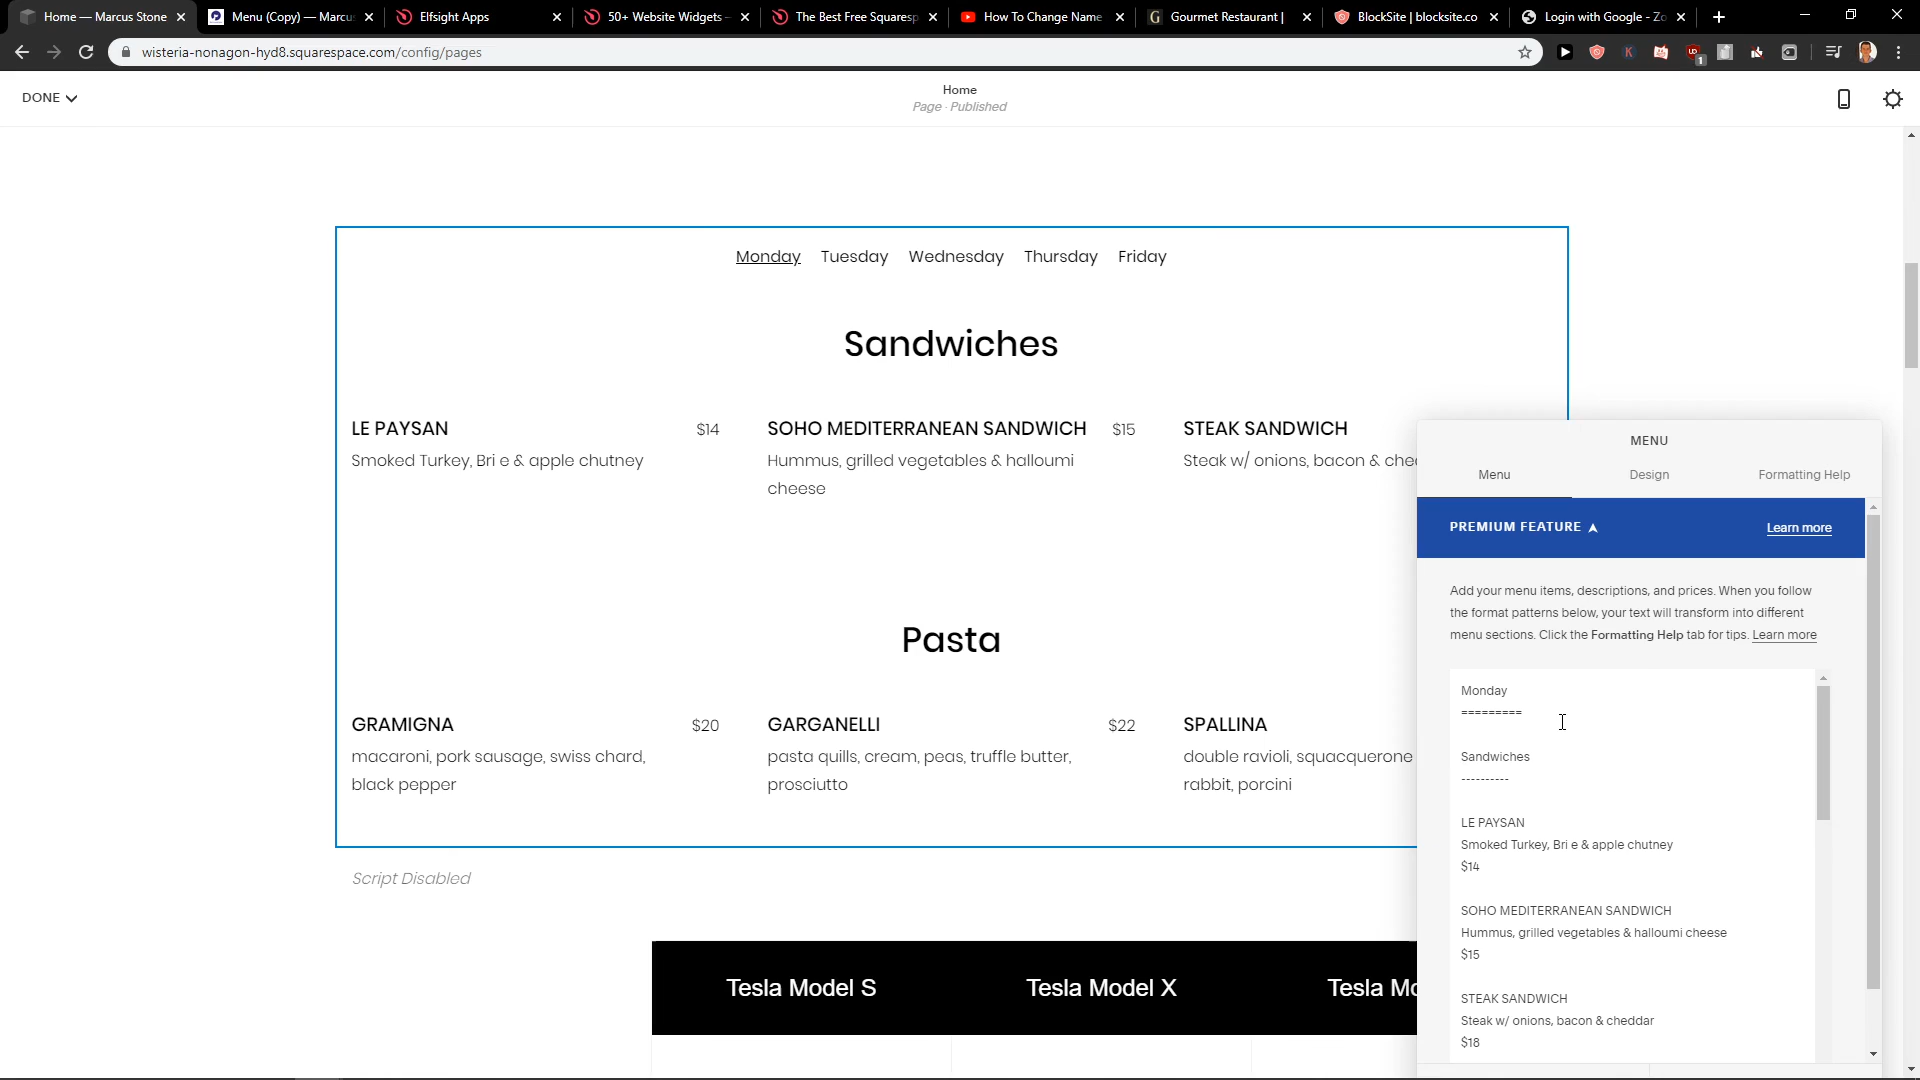 Home — Marcus Stone
Menu (Copy) — Marcus
Elfsight Apps
50+ Website Widgets –
The Best Free Squaresp
How To Change Name
Gourmet Restaurant |
BlockSite | blocksite.co
Login with Google - Zo
wisteria-nonagon-hyd8.squarespace.com/config/pages
K
1
DONE
Home
Page · Published
Monday Tuesday Wednesday Thursday Friday
Sandwiches
LE PAYSAN $14
Smoked Turkey, Bri e & apple chutney
SOHO MEDITERRANEAN SANDWICH $15
Hummus, grilled vegetables & halloumi
cheese
STEAK SANDWICH
Steak w/ onions, bacon & che
Pasta
GRAMIGNA $20
macaroni, pork sausage, swiss chard,
black pepper
GARGANELLI $22
pasta quills, cream, peas, truffle butter,
prosciutto
SPALLINA
double ravioli, squacquerone
rabbit, porcini
Script Disabled
Tesla Model S
Tesla Model X
Tesla Mo
MENU
Menu Design Formatting Help
PREMIUM FEATURE Learn more
Add your menu items, descriptions, and prices. When you follow
the format patterns below, your text will transform into different
menu sections. Click the Formatting Help tab for tips. Learn more
Monday
=========
Sandwiches
----------
LE PAYSAN
Smoked Turkey, Bri e & apple chutney
$14
SOHO MEDITERRANEAN SANDWICH
Hummus, grilled vegetables & halloumi cheese
$15
STEAK SANDWICH
Steak w/ onions, bacon & cheddar
$18